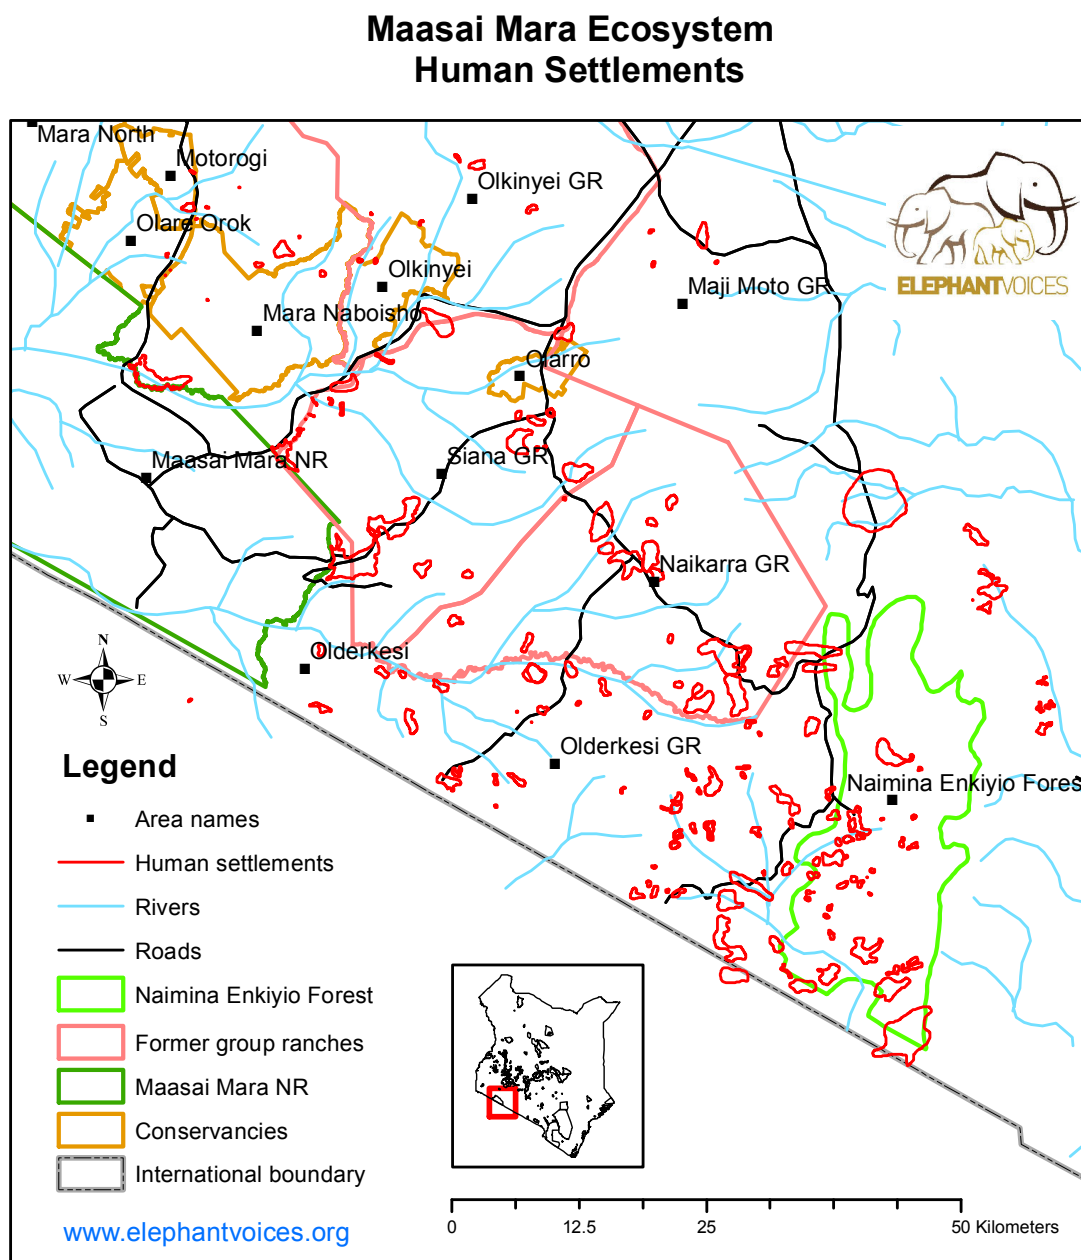 Maasai Mara Ecosystem
Human Settlements
Mara North
Motorogi
Olkinyei GR
Olare Orok
Olkinyei
Maji Moto GR
ELEPHANTVOICES
Mara Naboisho
Olarro
Maasai Mara NR
Siana GR
Naikarra GR
N
W E
S
Olderkesi
Olderkesi GR
Naimina Enkiyio Forest
Legend
Area names
Human settlements
Rivers
Roads
Naimina Enkiyio Forest
Former group ranches
Maasai Mara NR
Conservancies
International boundary
www.elephantvoices.org
0 12.5 25 50 Kilometers